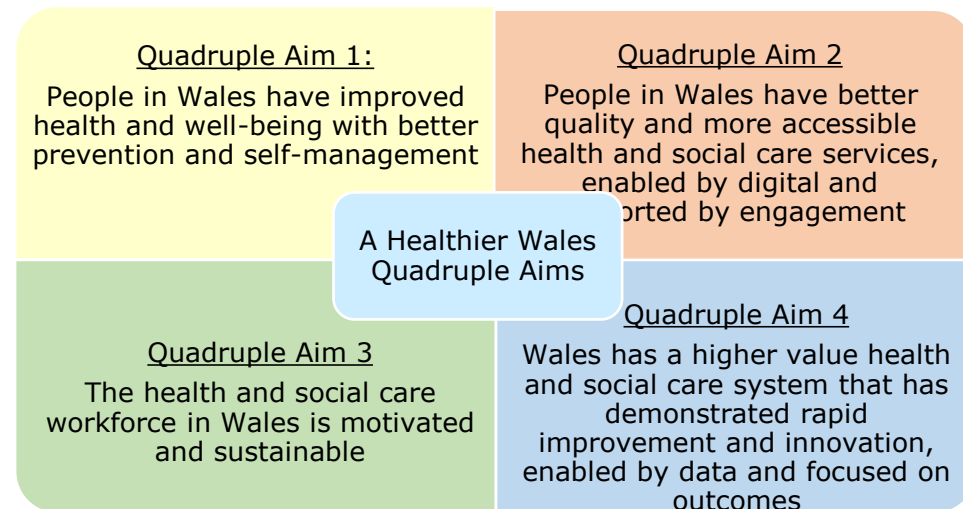 Quadruple Aim 1:
People in Wales have improved
health and well-being with better
prevention and self-management
Quadruple Aim 2
People in Wales have better
quality and more accessible
health and social care services,
enabled by digital and
orted by engagement
A Healthier Wales
Quadruple Aims
Quadruple Aim 3
The health and social care
workforce in Wales is motivated
and sustainable
Quadruple Aim 4
Wales has a higher value health
and social care system that has
demonstrated rapid
improvement and innovation,
enabled by data and focused on
outcomes